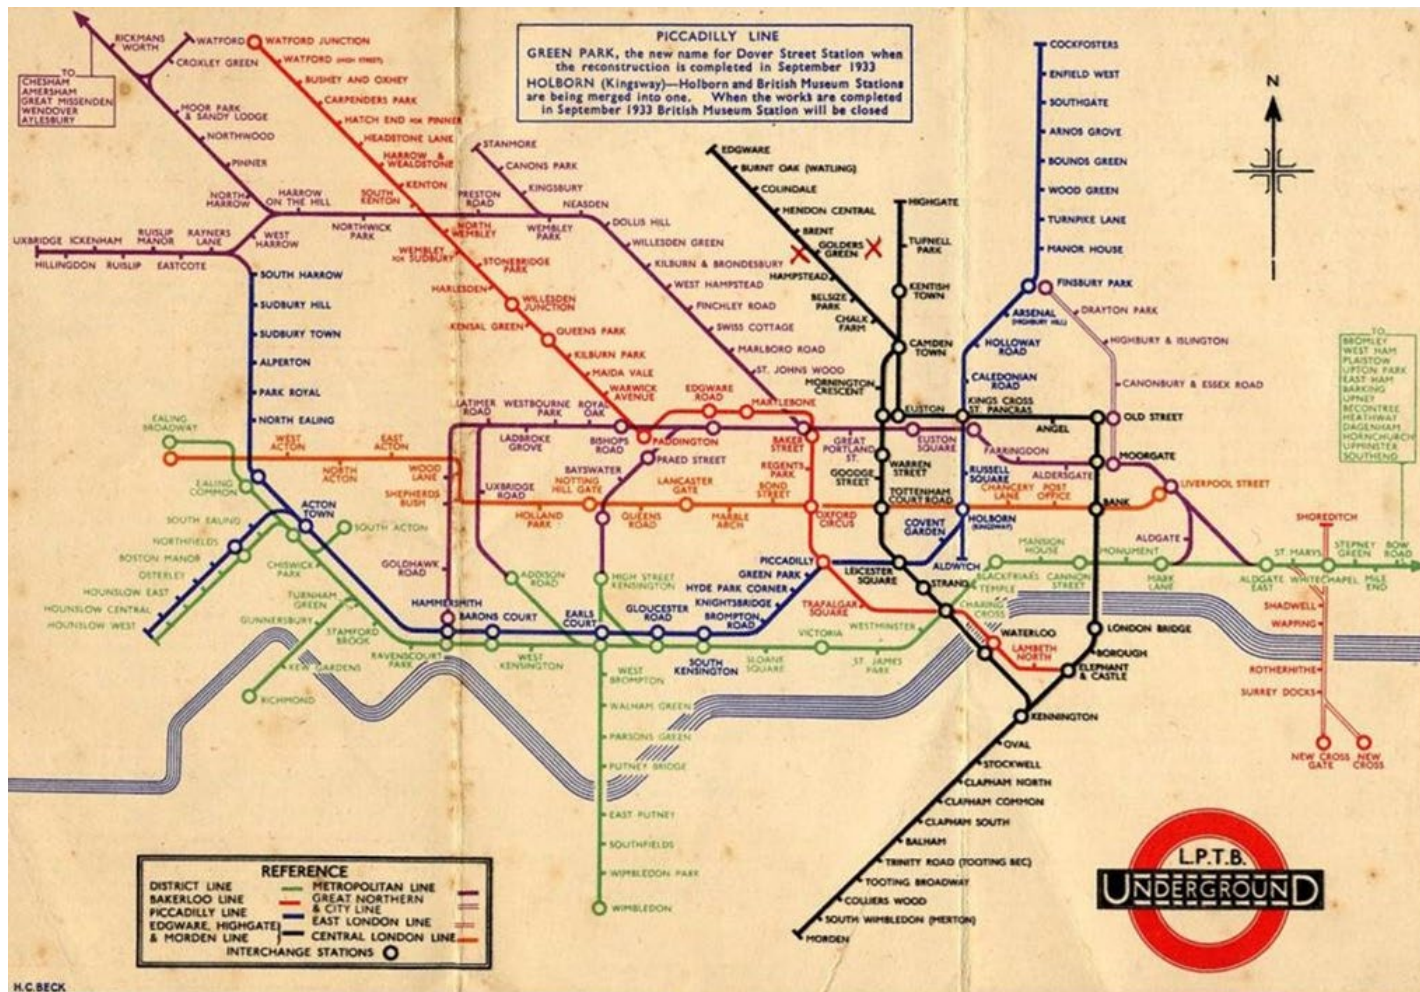 PICCADILLY LINE
GREEN PARK, the new name for Dover Street Station when
the reconstruction is completed in September 1933
HOLBORN (Kingsway)—Holborn and British Museum Stations
are being merged into one. When the works are completed
in September 1933 British Museum Station will be closed
RICKMANS
WORTH
WATFORD
CROXLEY GREEN
TO
CHESHAM
AMERSHAM
GREAT MISSENDEN
WENDOVER
AYLESBURY
MOOR PARK
& SANDY LODGE
NORTHWOOD
PINNER
NORTH
HARROW
HARROW
ON THE HILL
NORTHWICK
PARK
PRESTON
ROAD
WEMBLEY
PARK
NEASDEN
STANMORE
CANONS PARK
KINGSBURY
DOLLIS HILL
WILLESDEN GREEN
KILBURN & BRONDESBURY
WEST HAMPSTEAD
FINCHLEY ROAD
SWISS COTTAGE
MARLBORO ROAD
ST. JOHNS WOOD
UXBRIDGE
ICKENHAM
RUISLIP
MANOR
RAYNERS
LANE
WEST
HARROW
HILLINGDON
RUISLIP
EASTCOTE
WATFORD JUNCTION
WATFORD (HIGH STREET)
BUSHEY AND OXHEY
CARPENDERS PARK
HATCH END FOR PINNER
HEADSTONE LANE
HARROW &
WEALDSTONE
KENTON
SOUTH
KENTON
NORTH
WEMBLEY
WEMBLEY
FOR SUDBURY
STONEBRIDGE
PARK
HARLESDEN
WILLESDEN
JUNCTION
KENSAL GREEN
QUEENS PARK
KILBURN PARK
MAIDA VALE
WARWICK
AVENUE
EDGWARE
ROAD
MARYLEBONE
PADDINGTON
BAKER
STREET
REGENTS
PARK
OXFORD
CIRCUS
PICCADILLY
TRAFALGAR
SQUARE
WATERLOO
LAMBETH
NORTH
ELEPHANT
& CASTLE
EDGWARE
BURNT OAK (WATLING)
COLINDALE
HENDON CENTRAL
BRENT
GOLDERS
GREEN
HAMPSTEAD
BELSIZE
PARK
CHALK
FARM
HIGHGATE
TUFNELL
PARK
KENTISH
TOWN
CAMDEN
TOWN
MORNINGTON
CRESCENT
EUSTON
KINGS CROSS
ST. PANCRAS
ANGEL
OLD STREET
MOORGATE
BANK
LONDON BRIDGE
BOROUGH
WARREN
STREET
GOODGE
STREET
TOTTENHAM
COURT ROAD
LEICESTER
SQUARE
STRAND
CHARING
CROSS
KENNINGTON
OVAL
STOCKWELL
CLAPHAM NORTH
CLAPHAM COMMON
CLAPHAM SOUTH
BALHAM
TRINITY ROAD (TOOTING BEC)
TOOTING BROADWAY
COLLIERS WOOD
SOUTH WIMBLEDON (MERTON)
MORDEN
COCKFOSTERS
ENFIELD WEST
SOUTHGATE
ARNOS GROVE
BOUNDS GREEN
WOOD GREEN
TURNPIKE LANE
MANOR HOUSE
FINSBURY PARK
ARSENAL
(HIGHBURY HILL)
HOLLOWAY
ROAD
CALEDONIAN
ROAD
RUSSELL
SQUARE
HOLBORN
(KINGSWAY)
COVENT
GARDEN
ALDWYCH
GREEN PARK
HYDE PARK CORNER
KNIGHTSBRIDGE
BROMPTON
ROAD
SOUTH
KENSINGTON
GLOUCESTER
ROAD
EARLS
COURT
BARONS COURT
HAMMERSMITH
ACTON
TOWN
SOUTH HARROW
SUDBURY HILL
SUDBURY TOWN
ALPERTON
PARK ROYAL
NORTH EALING
DRAYTON PARK
HIGHBURY & ISLINGTON
CANONBURY & ESSEX ROAD
N
EALING
BROADWAY
WEST
ACTON
EAST
ACTON
NORTH
ACTON
WOOD
LANE
SHEPHERDS
BUSH
HOLLAND
PARK
NOTTING
HILL GATE
QUEENS
ROAD
LANCASTER
GATE
MARBLE
ARCH
BOND
STREET
CHANCERY
LANE
POST
OFFICE
LIVERPOOL STREET
LATIMER
ROAD
LADBROKE
GROVE
WESTBOURNE
PARK
ROYAL
OAK
BISHOPS
ROAD
PRAED STREET
BAYSWATER
UXBRIDGE
ROAD
GOLDHAWK
ROAD
GREAT
PORTLAND
ST.
EUSTON
SQUARE
FARRINGDON
ALDERSGATE
ALDGATE
EALING
COMMON
SOUTH EALING
NORTHFIELDS
BOSTON MANOR
OSTERLEY
HOUNSLOW EAST
HOUNSLOW CENTRAL
HOUNSLOW WEST
SOUTH ACTON
CHISWICK
PARK
TURNHAM
GREEN
GUNNERSBURY
KEW GARDENS
RICHMOND
STAMFORD
BROOK
RAVENSCOURT
PARK
WEST
KENSINGTON
ADDISON
ROAD
HIGH STREET
KENSINGTON
WEST
BROMPTON
WALHAM GREEN
PARSONS GREEN
PUTNEY BRIDGE
EAST PUTNEY
SOUTHFIELDS
WIMBLEDON PARK
WIMBLEDON
SLOANE
SQUARE
VICTORIA
ST. JAMES
PARK
WESTMINSTER
TEMPLE
BLACKFRIARS
MANSION
HOUSE
CANNON
STREET
MONUMENT
MARK
LANE
ALDGATE
EAST
ST. MARYS
WHITECHAPEL
STEPNEY
GREEN
MILE
END
BOW
ROAD
TO
BROMLEY
WEST HAM
PLAISTOW
UPTON PARK
EAST HAM
BARKING
UPNEY
BECONTREE
HEATHWAY
DAGENHAM
HORNCHURCH
UPMINSTER
SOUTHEND
SHOREDITCH
SHADWELL
WAPPING
ROTHERHITHE
SURREY DOCKS
NEW CROSS
GATE
NEW
CROSS
REFERENCE
DISTRICT LINE
BAKERLOO LINE
PICCADILLY LINE
EDGWARE, HIGHGATE
& MORDEN LINE
METROPOLITAN LINE
GREAT NORTHERN
& CITY LINE
EAST LONDON LINE
CENTRAL LONDON LINE
INTERCHANGE STATIONS
L.P.T.B.
UNDERGROUND
H.C.BECK